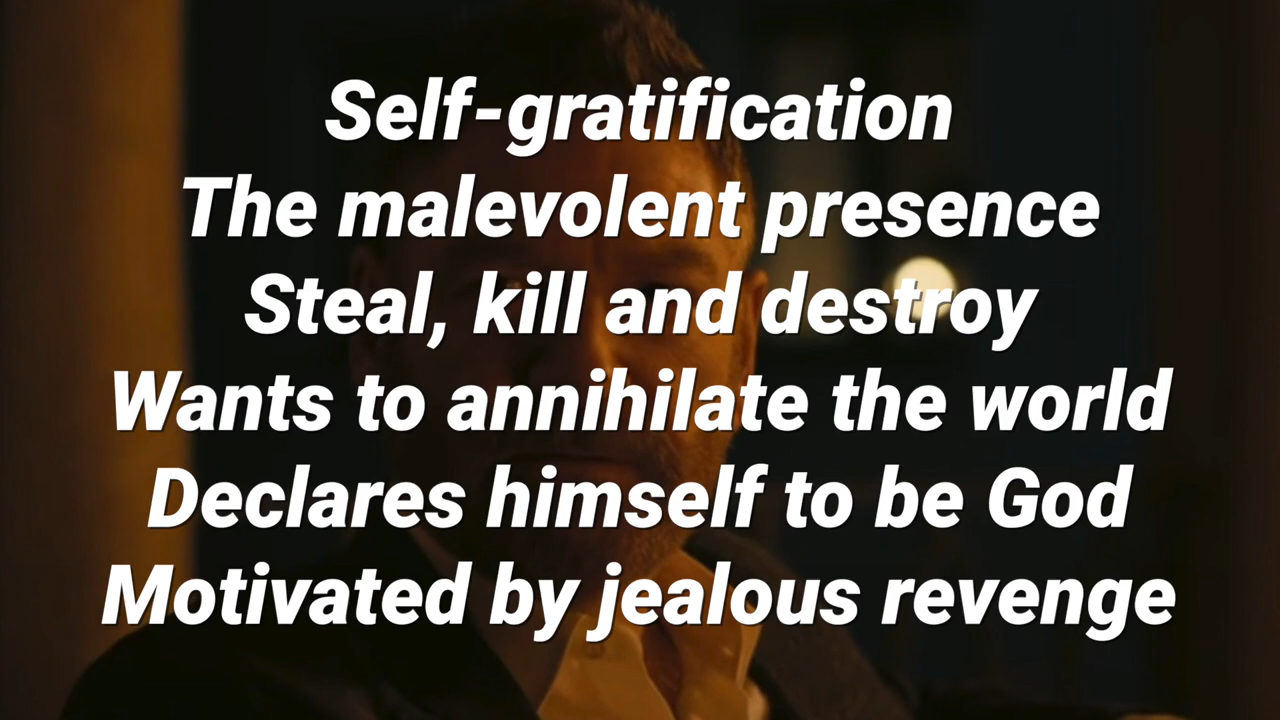 Self-gratification
The malevolent presence
Steal, kill and destroy
Wants to annihilate the world
Declares himself to be God
Motivated by jealous revenge